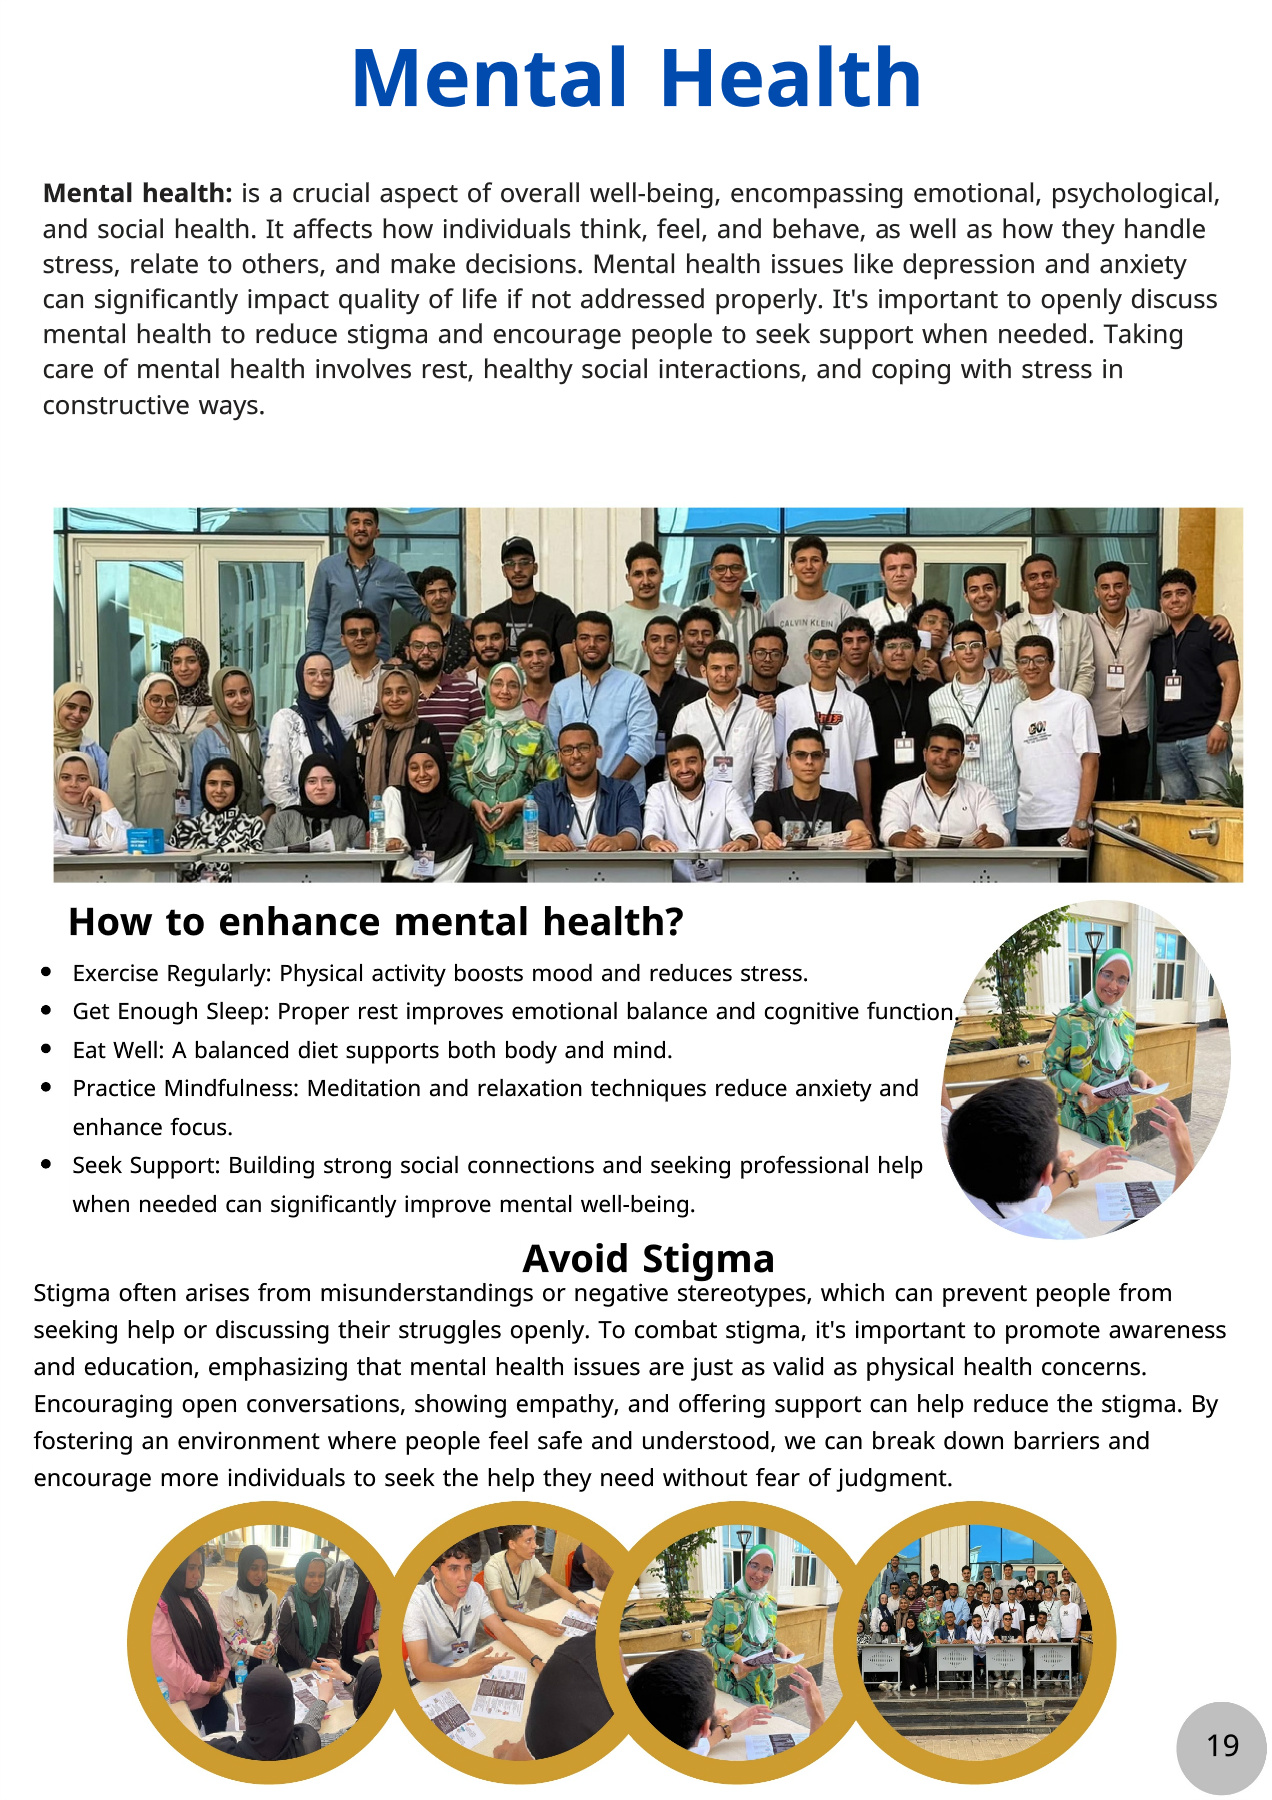 Mental Health
Mental health: is a crucial aspect of overall well-being, encompassing emotional, psychological,
and social health. It affects how individuals think, feel, and behave, as well as how they handle
stress, relate to others, and make decisions. Mental health issues like depression and anxiety
can significantly impact quality of life if not addressed properly. It's important to openly discuss
mental health to reduce stigma and encourage people to seek support when needed. Taking
care of mental health involves rest, healthy social interactions, and coping with stress in
constructive ways.
CALVIN KLEIN
GO!
How to enhance mental health?
• Exercise Regularly: Physical activity boosts mood and reduces stress.
• Get Enough Sleep: Proper rest improves emotional balance and cognitive function.
• Eat Well: A balanced diet supports both body and mind.
• Practice Mindfulness: Meditation and relaxation techniques reduce anxiety and
enhance focus.
• Seek Support: Building strong social connections and seeking professional help
when needed can significantly improve mental well-being.
Avoid Stigma
Stigma often arises from misunderstandings or negative stereotypes, which can prevent people from
seeking help or discussing their struggles openly. To combat stigma, it's important to promote awareness
and education, emphasizing that mental health issues are just as valid as physical health concerns.
Encouraging open conversations, showing empathy, and offering support can help reduce the stigma. By
fostering an environment where people feel safe and understood, we can break down barriers and
encourage more individuals to seek the help they need without fear of judgment.
19